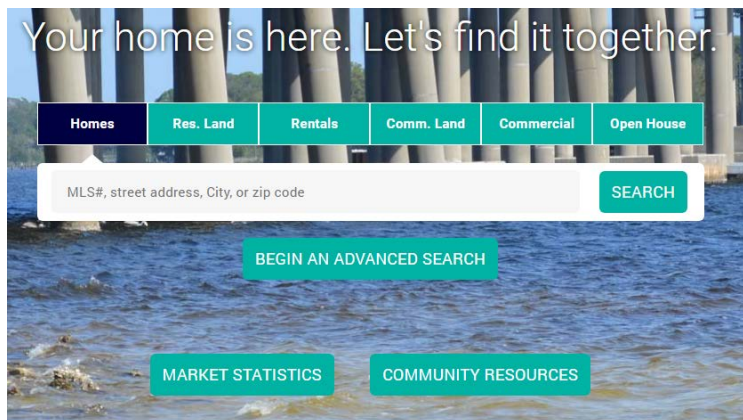 Your home is here. Let's find it together.
Homes Res. Land Rentals Comm. Land Commercial Open House
MLS#, street address, City, or zip code SEARCH
BEGIN AN ADVANCED SEARCH
MARKET STATISTICS COMMUNITY RESOURCES